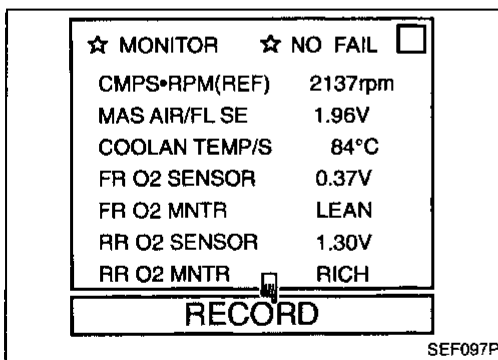 ☆ MONITOR ☆ NO FAIL
CMPS•RPM(REF) 2137rpm
MAS AIR/FL SE 1.96V
COOLAN TEMP/S 84°C
FR O2 SENSOR 0.37V
FR O2 MNTR LEAN
RR O2 SENSOR 1.30V
RR O2 MNTR RICH
RECORD
SEF097P